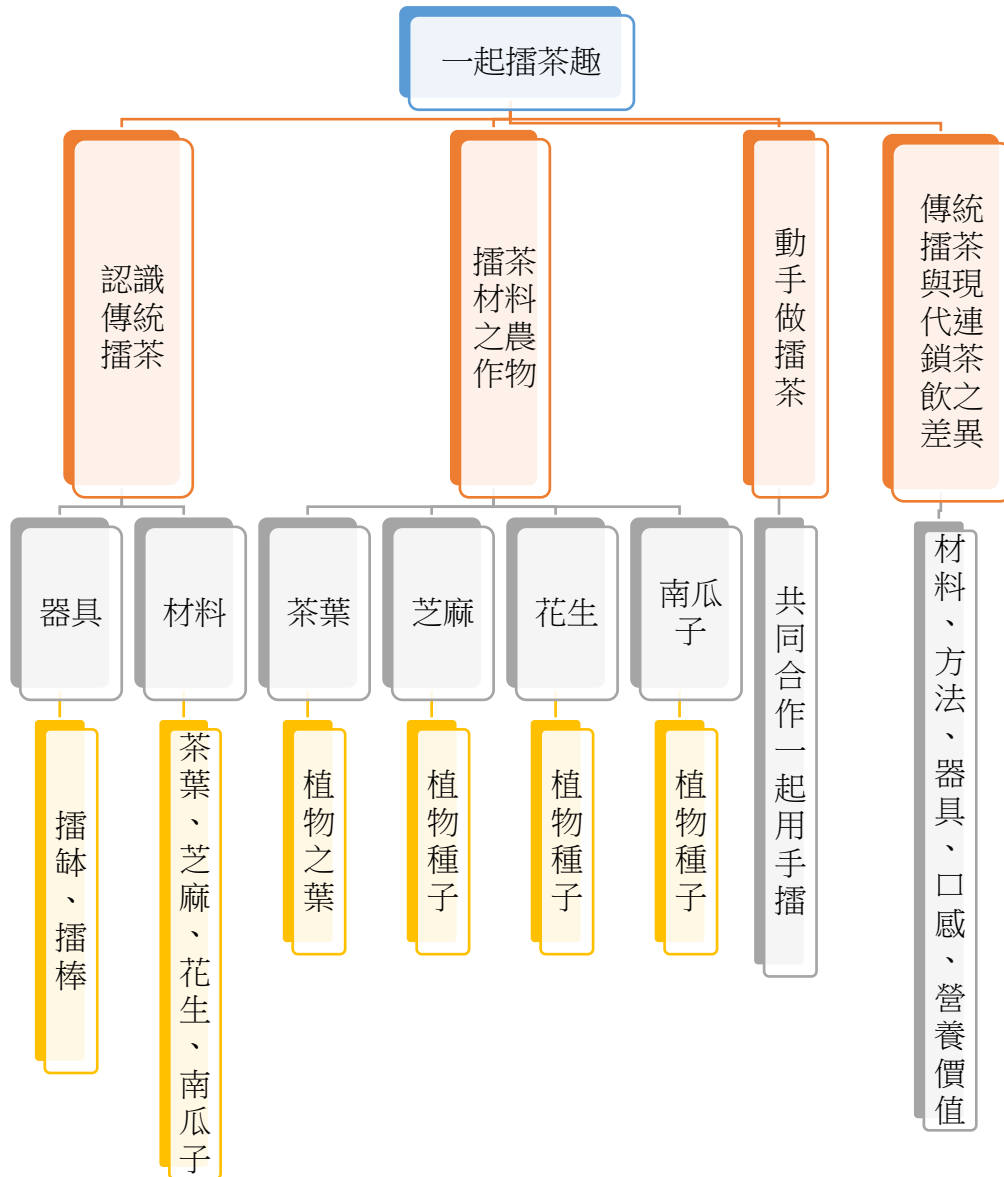 一起擂茶趣
認識
傳統
擂茶
擂茶
材料
之農
作物
動手做擂茶
傳統
擂茶
與現
代連
鎖茶
飲之
差異
器具
材料
茶葉
芝麻
花生
南瓜
子
共同合作一起用手擂
材料、方法、器具、口感、營養價值
擂缽、擂棒
茶葉、芝麻、花生、南瓜子
植物之葉
植物種子
植物種子
植物種子